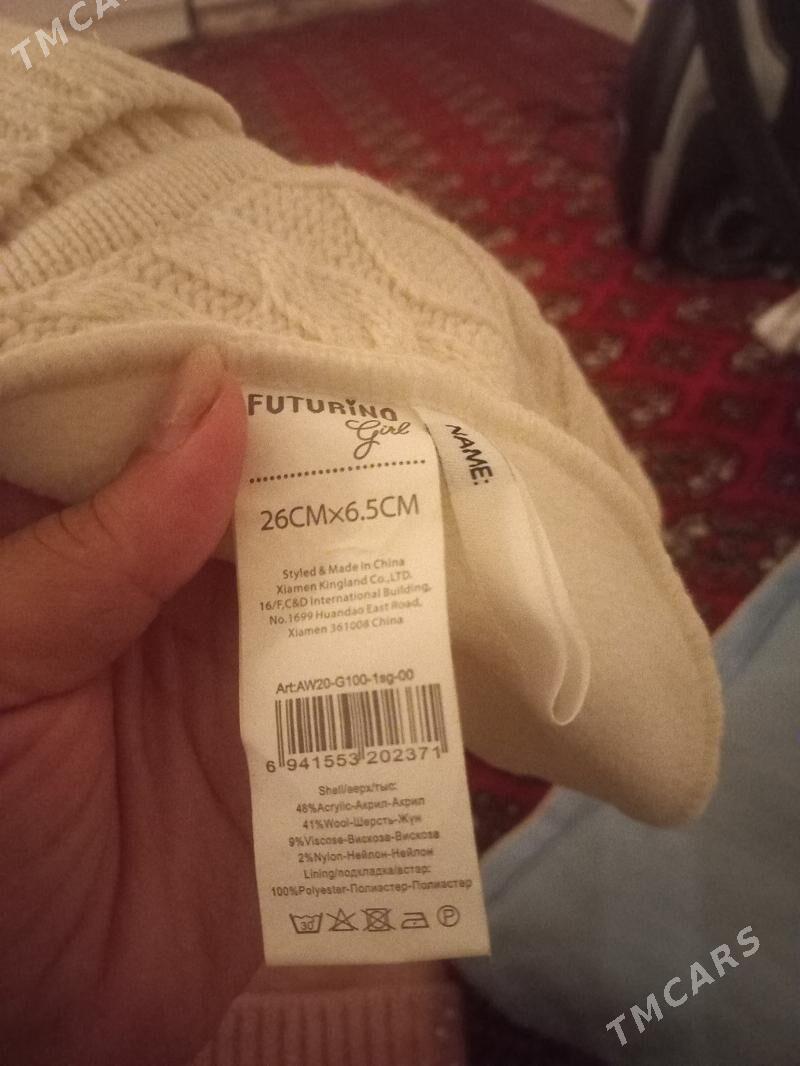 TMCARS
FUTURINO
Girl
NAME:
26CM×6.5CM
Styled & Made in China
Xiamen Kingland Co.,LTD.
16/F,C&D International Building,
No.1699 Huandao East Road,
Xiamen 361008 China
Art:AW20-G100-1sg-00
6 941553 202371
Shell/верх/тыс:
48%Acrylic-Акрил-Акрил
41%Wool-Шерсть-Жүн
9%Viscose-Вискоза-Вискоза
2%Nylon-Нейлон-Нейлон
Lining/подкладка/астар:
100%Polyester-Полиэстер-Полиэстер
30
P
TMCARS